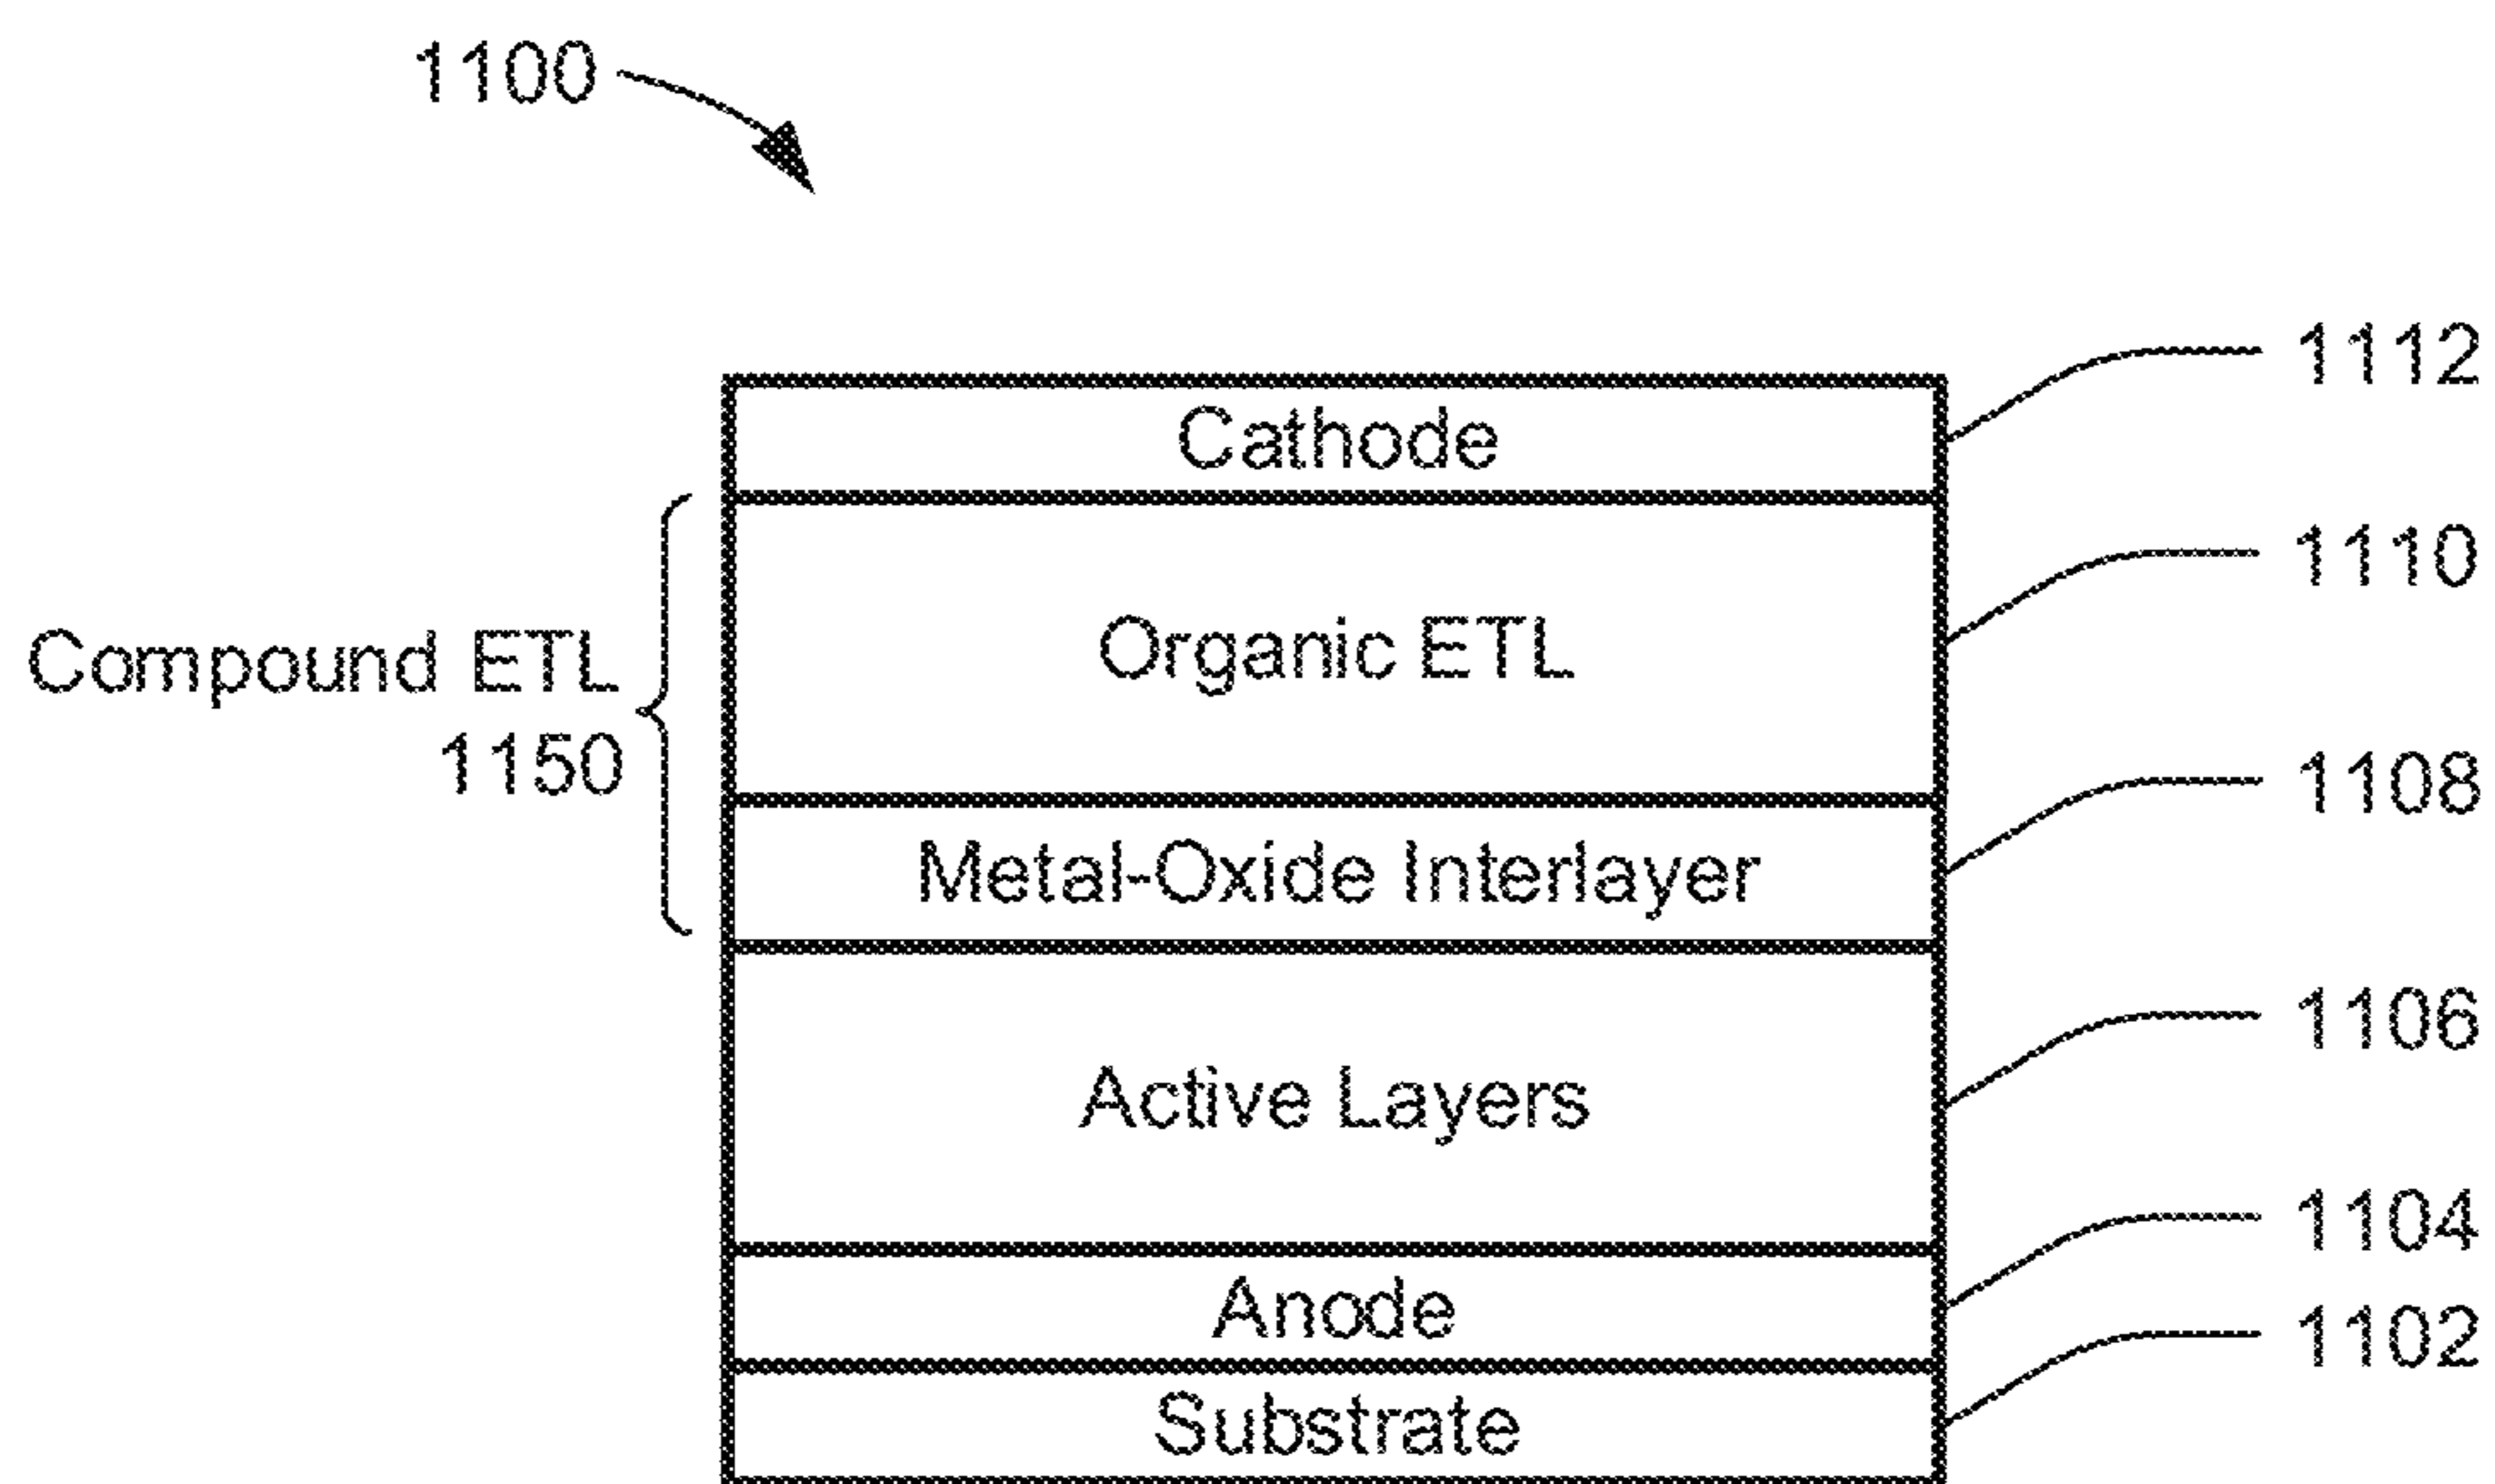 1100
1112
Cathode
1110
Organic ETL
Compound ETL
1150
1108
Metal-Oxide Interlayer
1106
Active Layers
1104
Anode
1102
Substrate